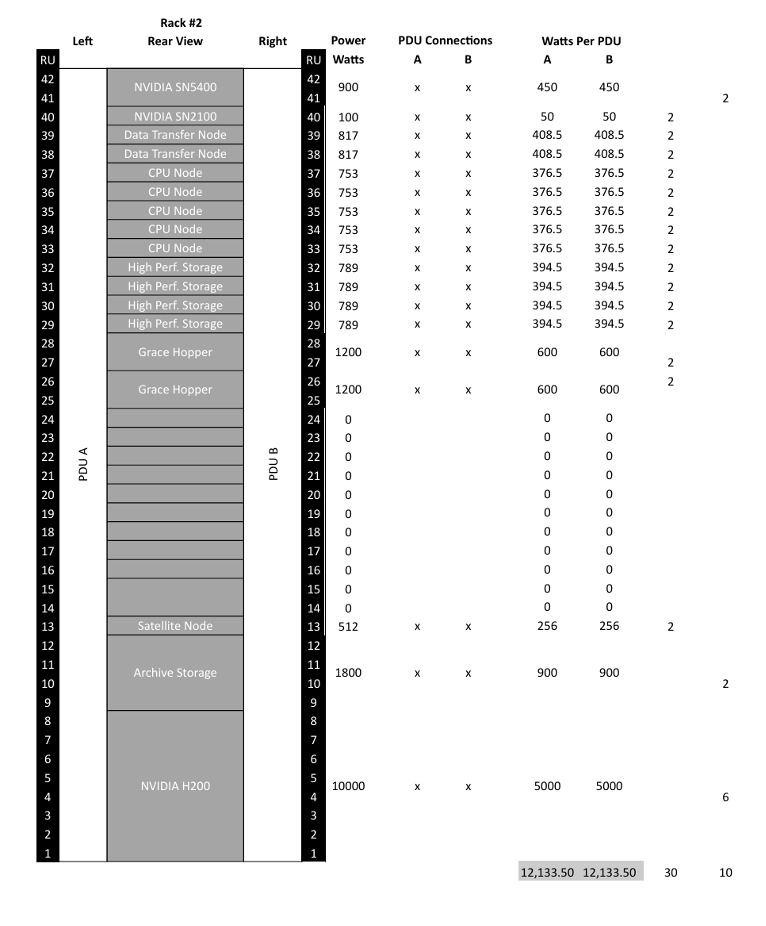 Rack #2
Left Rear View Right Power PDU Connections Watts Per PDU
RU RU Watts A B A B
42 NVIDIA SN5400 42 900 x x 450 450
41 41 2
40 NVIDIA SN2100 40 100 x x 50 50 2
39 Data Transfer Node 39 817 x x 408.5 408.5 2
38 Data Transfer Node 38 817 x x 408.5 408.5 2
37 CPU Node 37 753 x x 376.5 376.5 2
36 CPU Node 36 753 x x 376.5 376.5 2
35 CPU Node 35 753 x x 376.5 376.5 2
34 CPU Node 34 753 x x 376.5 376.5 2
33 CPU Node 33 753 x x 376.5 376.5 2
32 High Perf. Storage 32 789 x x 394.5 394.5 2
31 High Perf. Storage 31 789 x x 394.5 394.5 2
30 High Perf. Storage 30 789 x x 394.5 394.5 2
29 High Perf. Storage 29 789 x x 394.5 394.5 2
28 Grace Hopper 28 1200 x x 600 600
27 27 2
26 Grace Hopper 26 1200 x x 600 600 2
25 25
24 24 0 0 0
23 23 0 0 0
22 22 0 0 0
21 PDU A PDU B 21 0 0 0
20 20 0 0 0
19 19 0 0 0
18 18 0 0 0
17 17 0 0 0
16 16 0 0 0
15 15 0 0 0
14 14 0 0 0
13 Satellite Node 13 512 x x 256 256 2
12 12
11 Archive Storage 11 1800 x x 900 900
10 10 2
9 9
8 8
7 7
6 6
5 NVIDIA H200 5 10000 x x 5000 5000
4 4 6
3 3
2 2
1 1
12,133.50 12,133.50 30 10